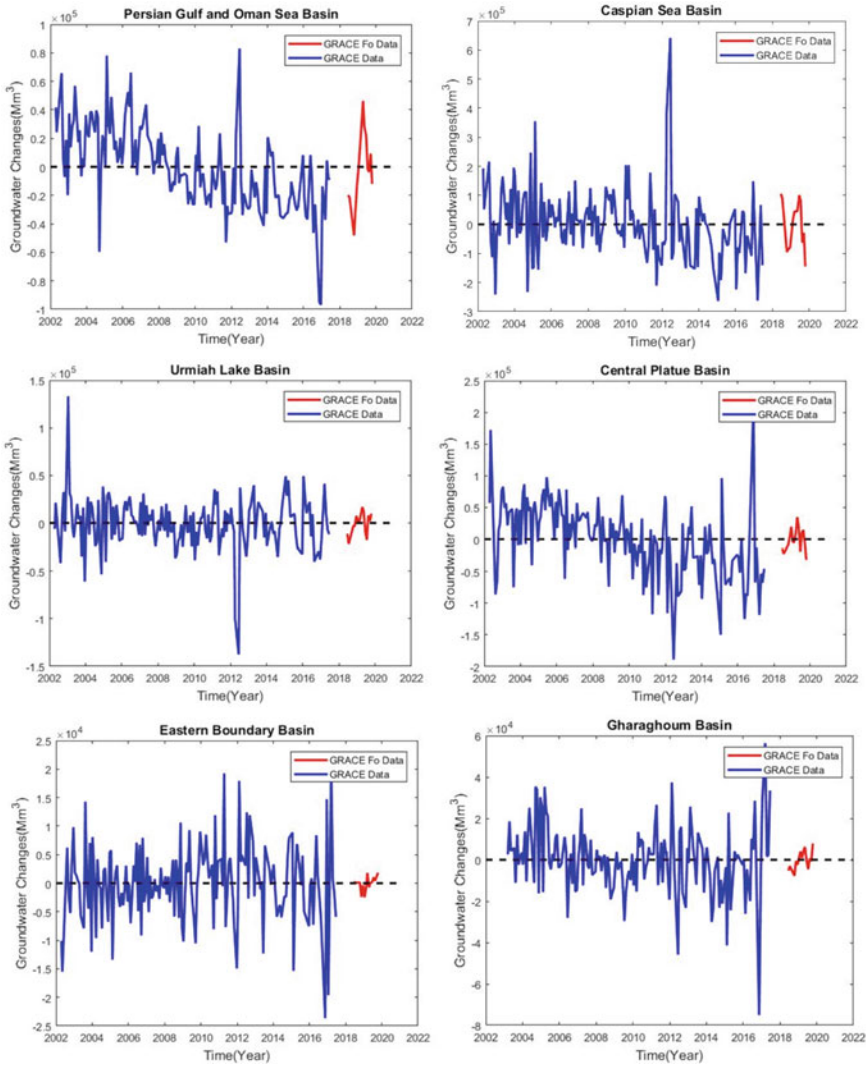 Persian Gulf and Oman Sea Basin
×10^5
Groundwater Changes(Mm^3)
1
0.8
0.6
0.4
0.2
0
-0.2
-0.4
-0.6
-0.8
-1
GRACE Fo Data
GRACE Data
2002 2004 2006 2008 2010 2012 2014 2016 2018 2020 2022
Time(Year)
Caspian Sea Basin
×10^5
Groundwater Changes(Mm^3)
7
6
5
4
3
2
1
0
-1
-2
-3
GRACE Fo Data
GRACE Data
2002 2004 2006 2008 2010 2012 2014 2016 2018 2020 2022
Time(Year)
Urmiah Lake Basin
×10^5
Groundwater Changes(Mm^3)
1.5
1
0.5
0
-0.5
-1
-1.5
GRACE Fo Data
GRACE Data
2002 2004 2006 2008 2010 2012 2014 2016 2018 2020 2022
Time(Year)
Central Platue Basin
×10^5
Groundwater Changes(Mm^3)
2.5
2
1.5
1
0.5
0
-0.5
-1
-1.5
-2
GRACE Fo Data
GRACE Data
2002 2004 2006 2008 2010 2012 2014 2016 2018 2020 2022
Time(Year)
Eastern Boundary Basin
×10^4
Groundwater Changes(Mm^3)
2.5
2
1.5
1
0.5
0
-0.5
-1
-1.5
-2
-2.5
GRACE Fo Data
GRACE Data
2002 2004 2006 2008 2010 2012 2014 2016 2018 2020 2022
Time(Year)
Gharaghoum Basin
×10^4
Groundwater Changes(Mm^3)
6
4
2
0
-2
-4
-6
-8
GRACE Fo Data
GRACE Data
2002 2004 2006 2008 2010 2012 2014 2016 2018 2020 2022
Time(Year)